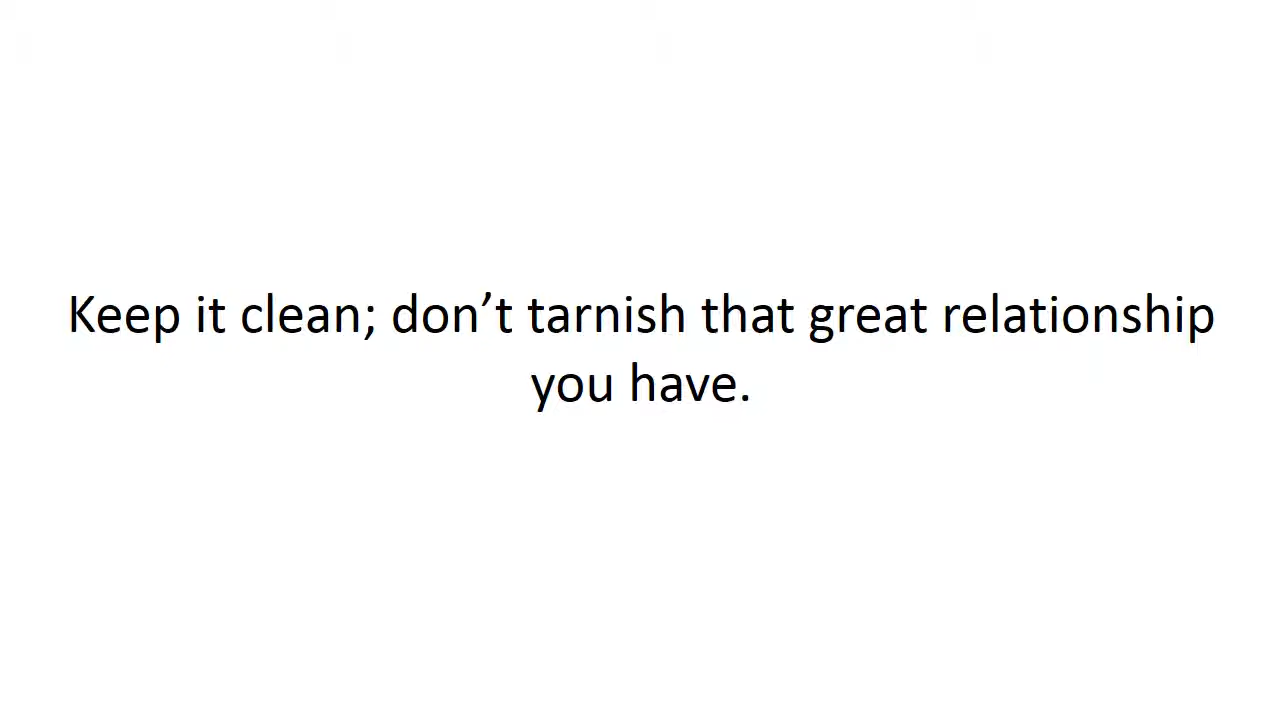 Keep it clean; don’t tarnish that great relationship
you have.